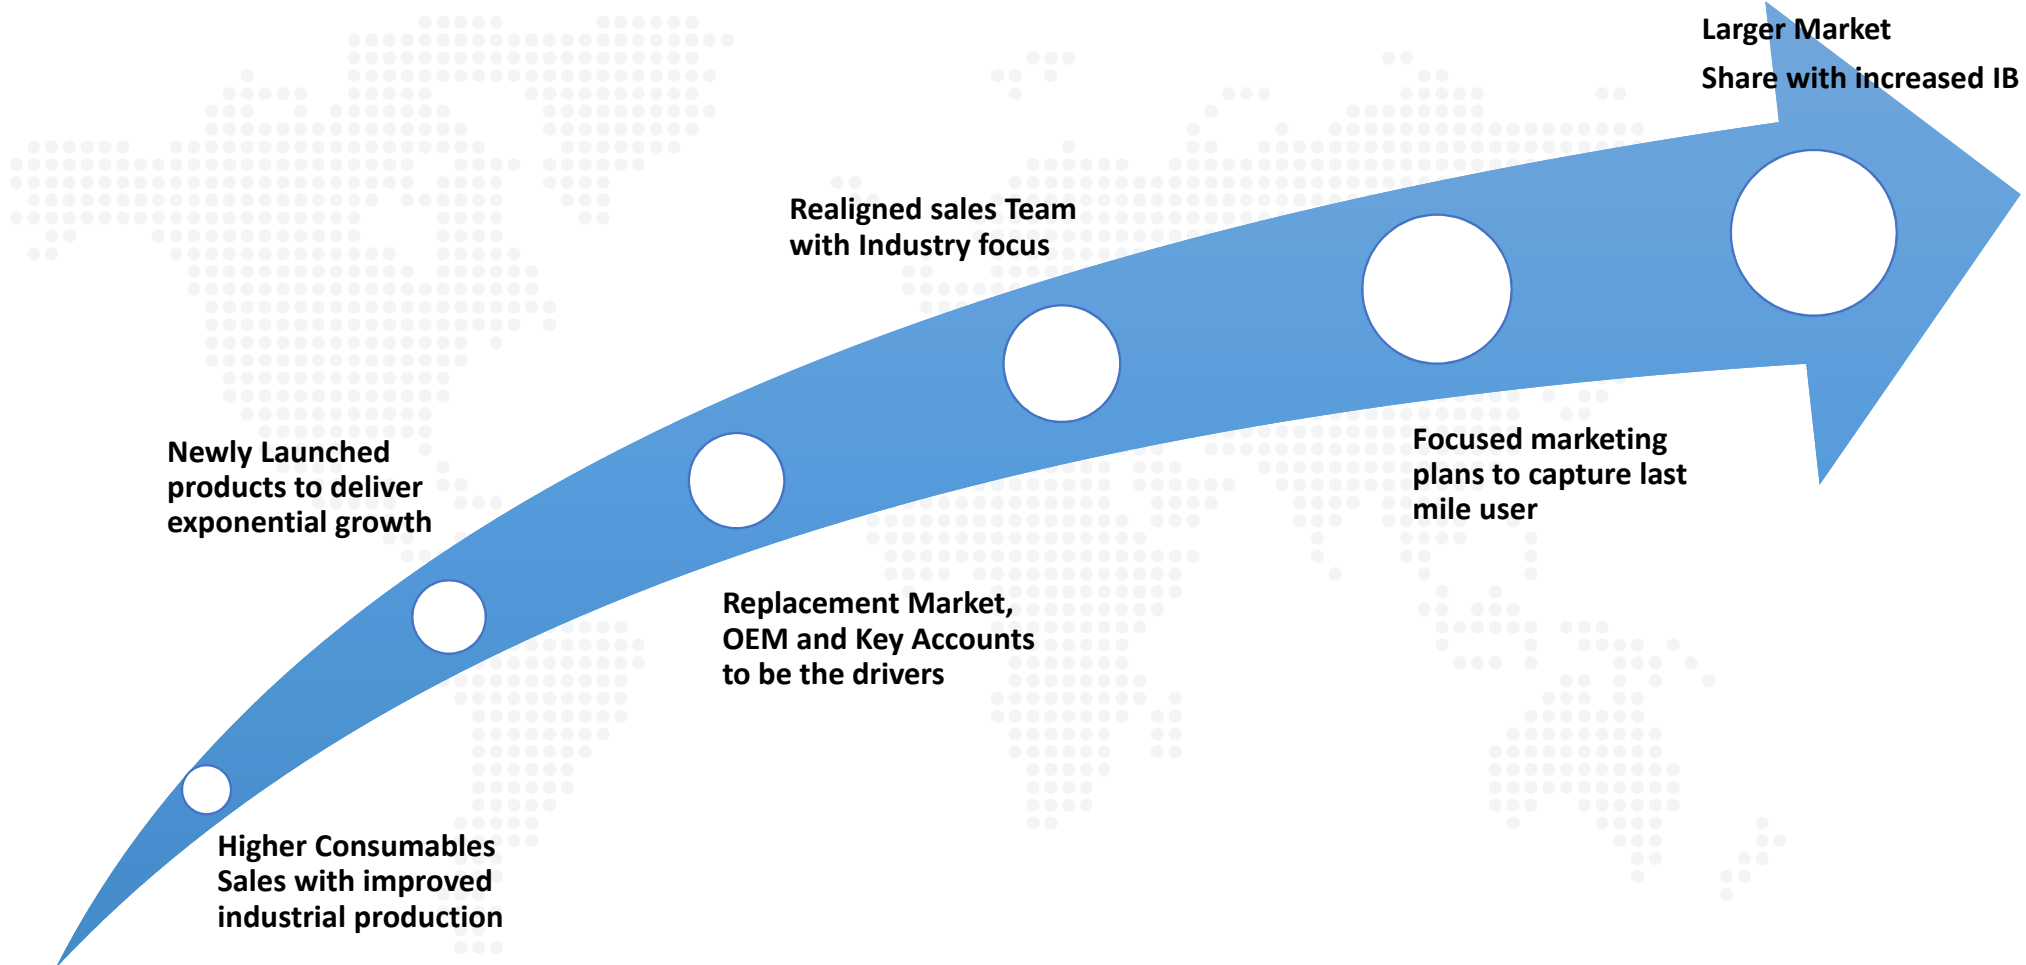 Larger Market
Share with increased IB
Realigned sales Team
with Industry focus
Newly Launched
products to deliver
exponential growth
Focused marketing
plans to capture last
mile user
Replacement Market,
OEM and Key Accounts
to be the drivers
Higher Consumables
Sales with improved
industrial production